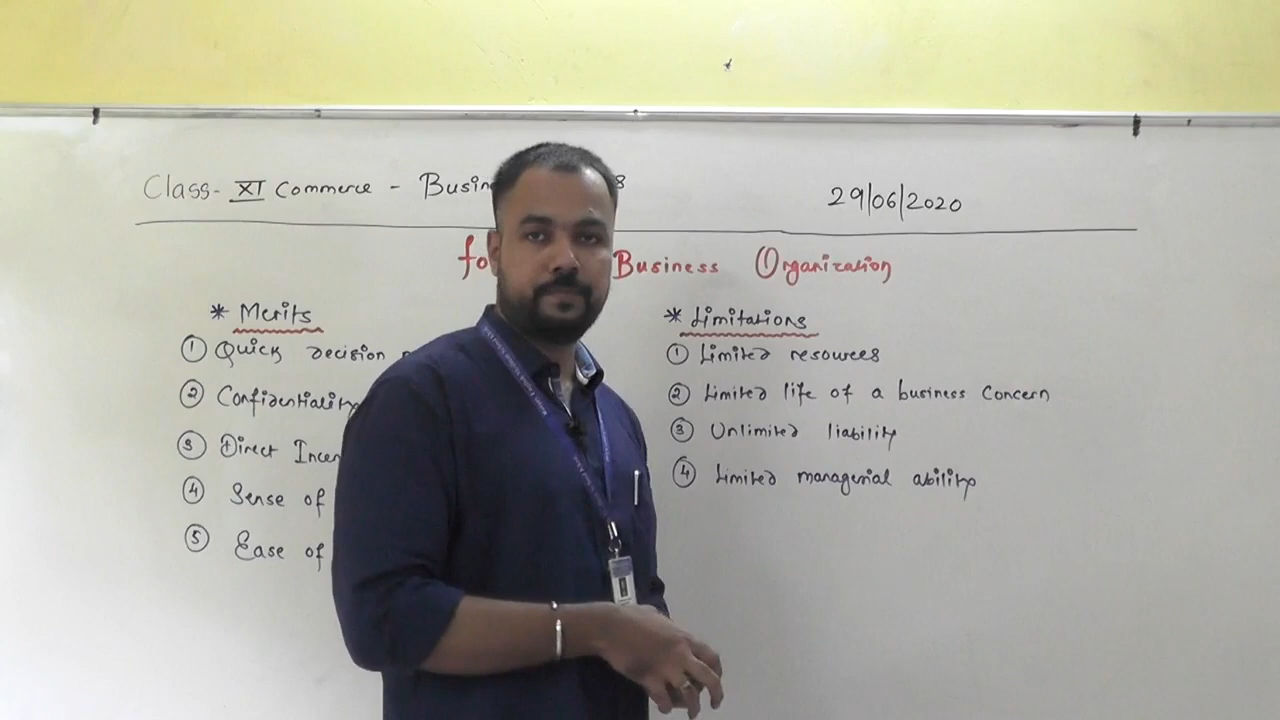 Class- XI Commerce - Busin 29/06/2020
fo Business Organization
* Merits
① Quick decision
② Confidentiality
③ Direct Incen
④ Sense of
⑤ Ease of
* Limitations
① Limited resources
② Limited life of a business concern
③ Unlimited liability
④ Limited managerial ability